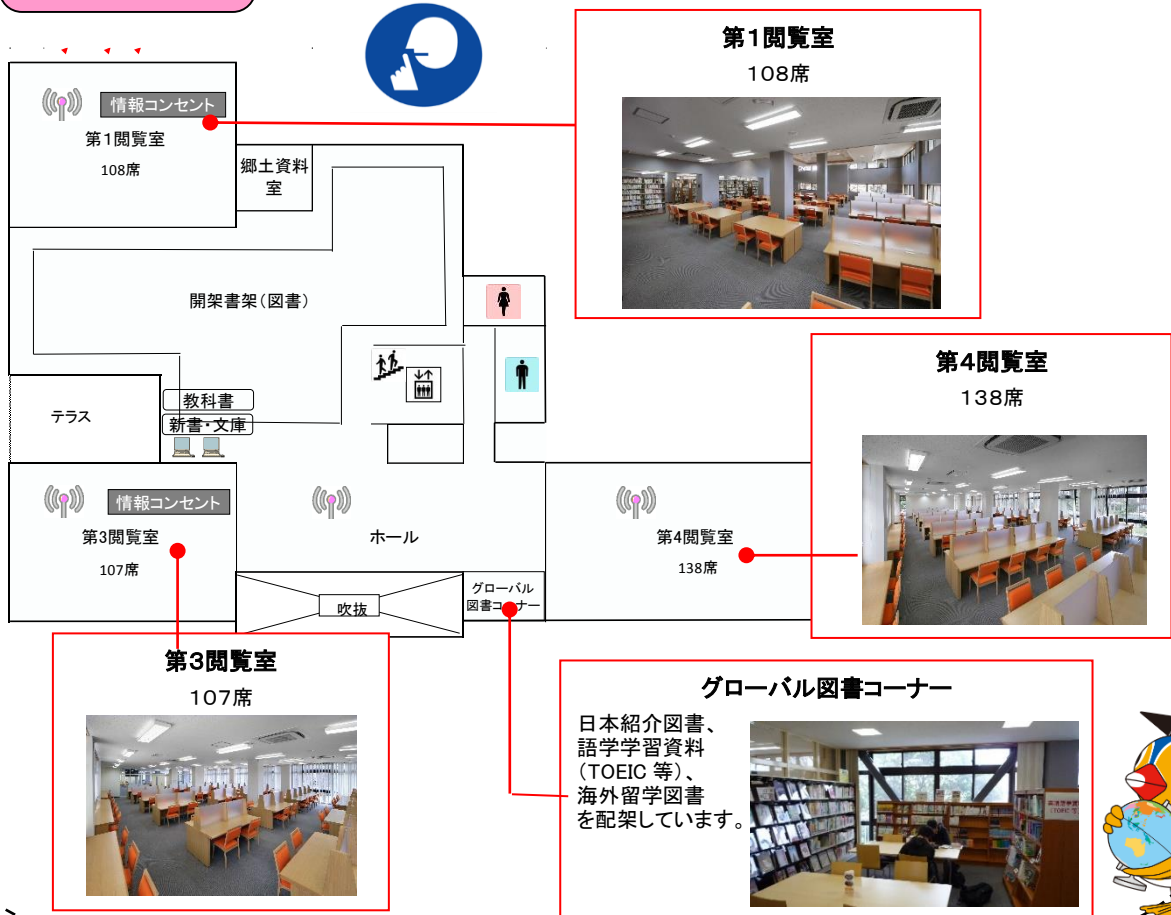 第1閲覧室
108席
情報コンセント
第1閲覧室
108席
郷土資料
室
開架書架(図書)
第4閲覧室
138席
テラス
教科書
新書・文庫
情報コンセント
第3閲覧室
107席
ホール
第4閲覧室
138席
吹抜
グローバル
図書コーナー
第3閲覧室
107席
グローバル図書コーナー
日本紹介図書、
語学学習資料
(TOEIC 等)、
海外留学図書
を配架しています。